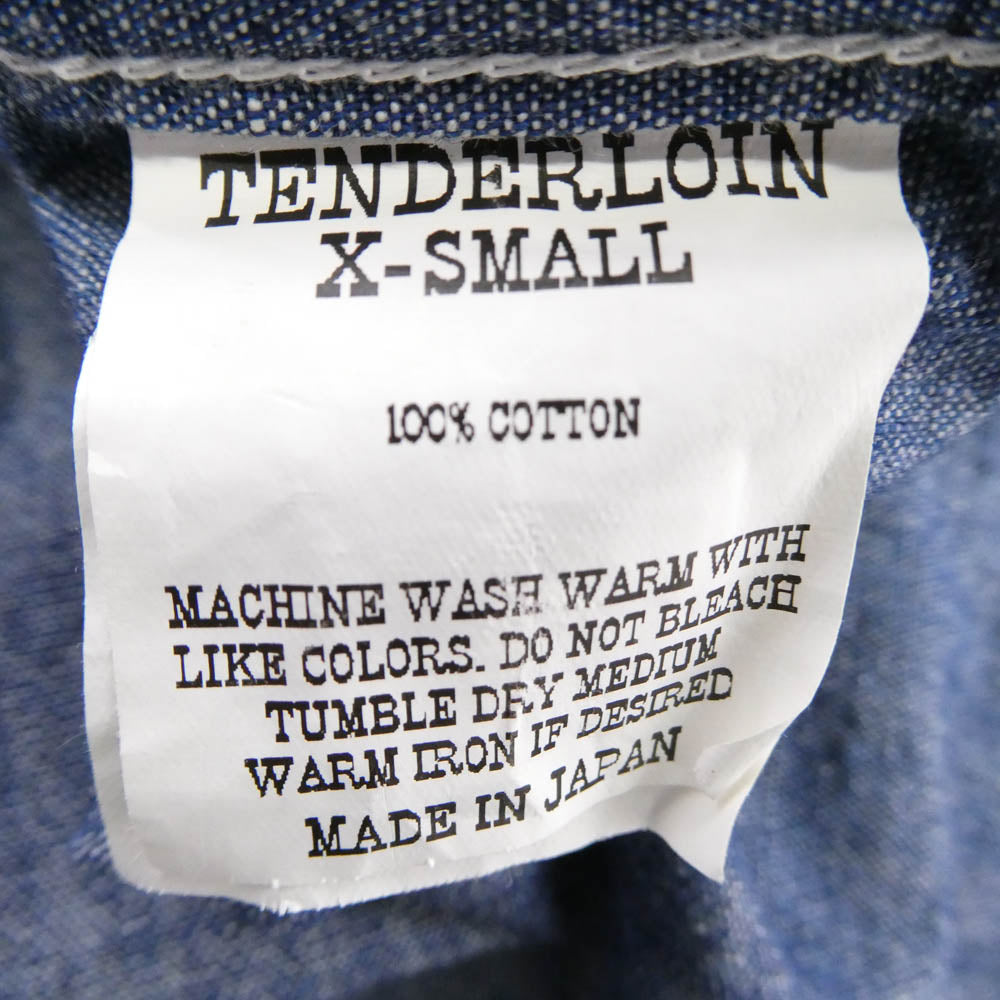 TENDERLOIN
X-SMALL
100% COTTON
MACHINE WASH WARM WITH
LIKE COLORS. DO NOT BLEACH
TUMBLE DRY MEDIUM
WARM IRON IF DESIRED
MADE IN JAPAN